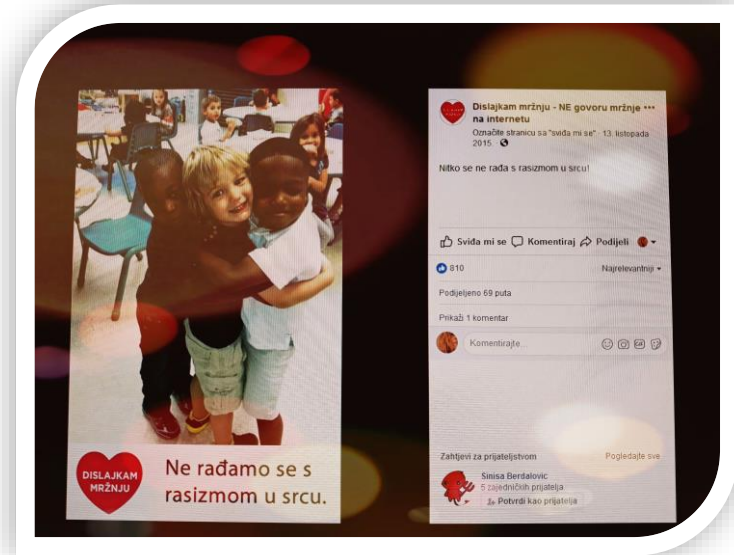 DISLAJKAM
MRŽNJU
Ne rađamo se s
rasizmom u srcu.
Dislajkam mržnju - NE govoru mržnje
na internetu
Označite stranicu sa "sviđa mi se" · 13. listopada
2015.
Nitko se ne rađa s rasizmom u srcu!
Sviđa mi se Komentiraj Podijeli
810 Najrelevantniji
Podijeljeno 69 puta
Prikaži 1 komentar
Komentirajte...
Zahtjevi za prijateljstvom Pogledajte sve
Sinisa Berdalovic
5 zajedničkih prijatelja
Potvrdi kao prijatelja